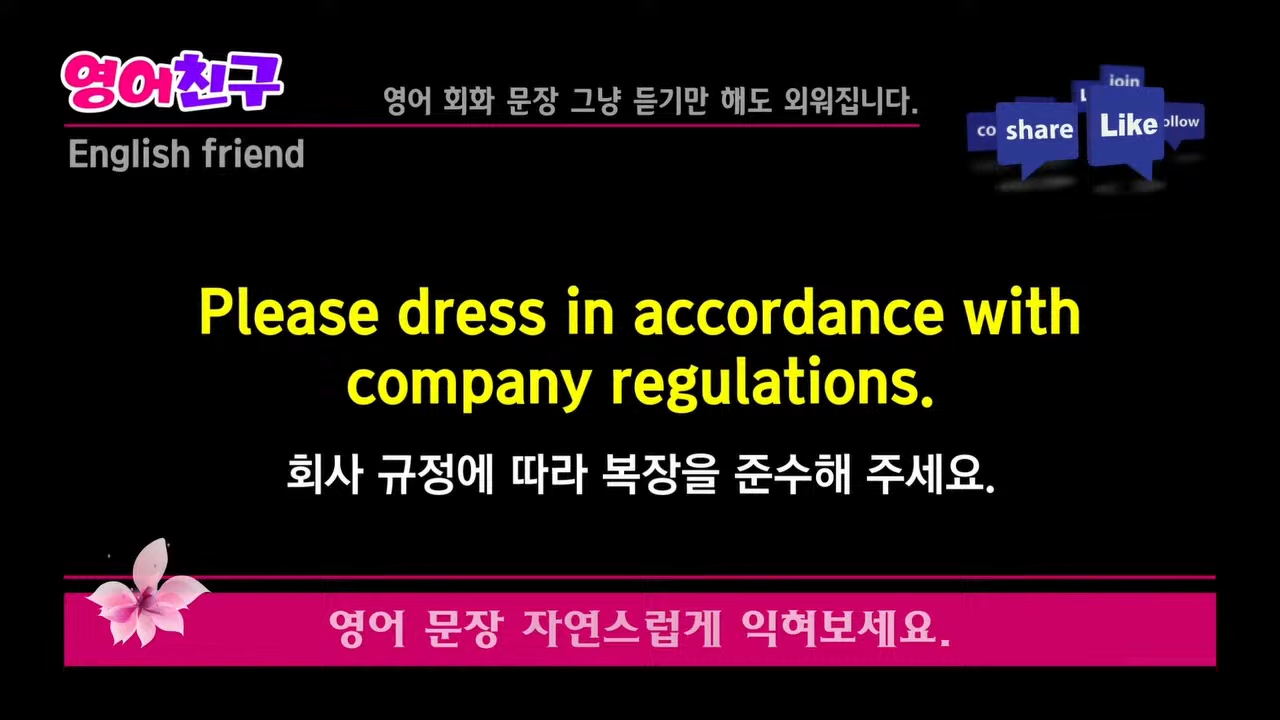 영어친구
영어 회화 문장 그냥 듣기만 해도 외워집니다.
English friend
join
share
Like
Please dress in accordance with
company regulations.
회사 규정에 따라 복장을 준수해 주세요.
영어 문장 자연스럽게 익혀보세요.